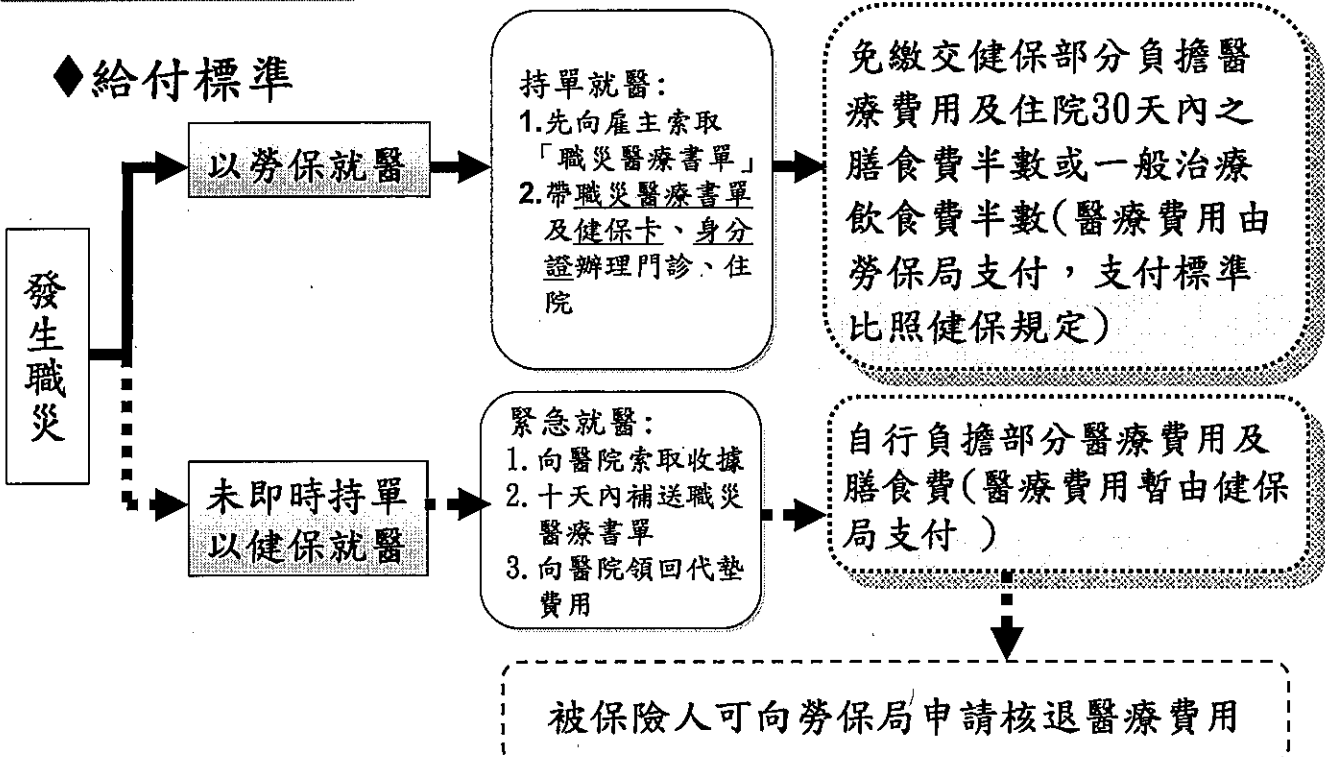 ◆給付標準
發生職災
以勞保就醫
持單就醫:
1.先向雇主索取
「職災醫療書單」
2.帶職災醫療書單
及健保卡、身分
證辦理門診、住
院
免繳交健保部分負擔醫
療費用及住院30天內之
膳食費半數或一般治療
飲食費半數(醫療費用由
勞保局支付，支付標準
比照健保規定)
未即時持單
以健保就醫
緊急就醫:
1.向醫院索取收據
2.十天內補送職災
醫療書單
3.向醫院領回代墊
費用
自行負擔部分醫療費用及
膳食費(醫療費用暫由健保
局支付 )
被保險人可向勞保局申請核退醫療費用